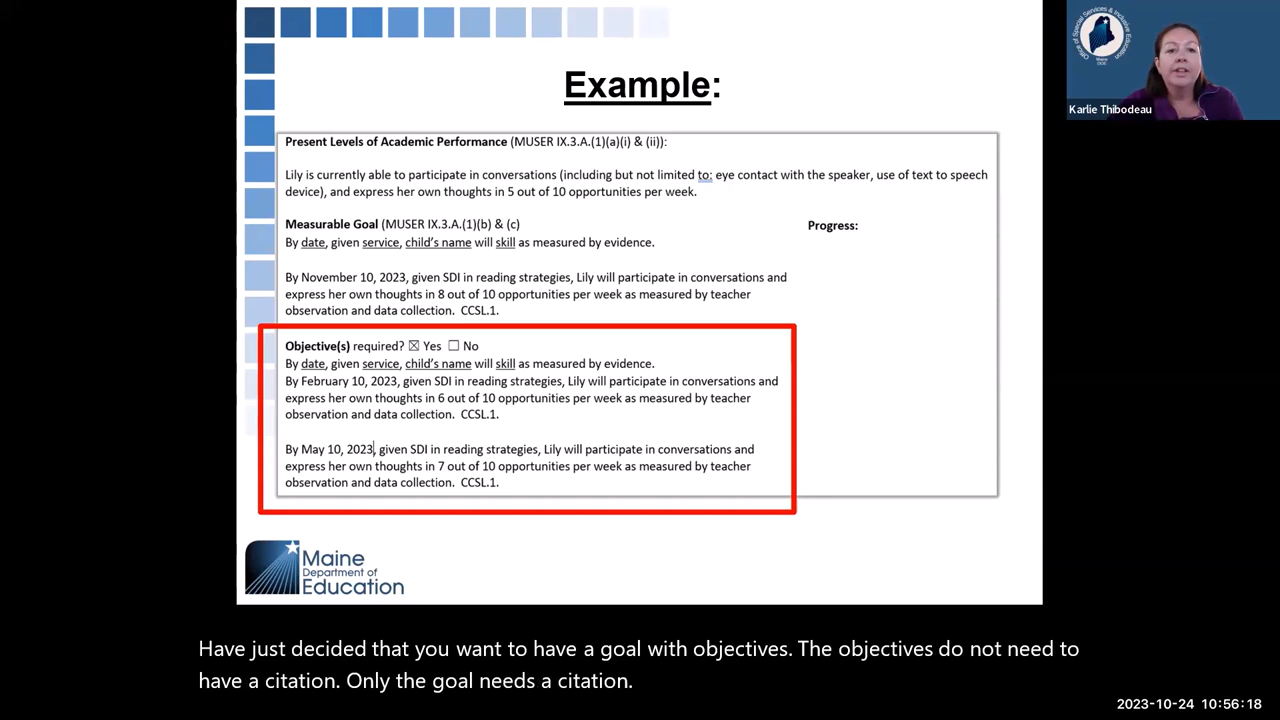 Example:
Present Levels of Academic Performance (MUSER IX.3.A.(1)(a)(i) & (ii)):
Lily is currently able to participate in conversations (including but not limited to: eye contact with the speaker, use of text to speech
device), and express her own thoughts in 5 out of 10 opportunities per week.
Measurable Goal (MUSER IX.3.A.(1)(b) & (c)
Progress:
By date, given service, child's name will skill as measured by evidence.
By November 10, 2023, given SDI in reading strategies, Lily will participate in conversations and
express her own thoughts in 8 out of 10 opportunities per week as measured by teacher
observation and data collection. CCSL.1.
Objective(s) required? ☒ Yes ☐ No
By date, given service, child's name will skill as measured by evidence.
By February 10, 2023, given SDI in reading strategies, Lily will participate in conversations and
express her own thoughts in 6 out of 10 opportunities per week as measured by teacher
observation and data collection. CCSL.1.
By May 10, 2023, given SDI in reading strategies, Lily will participate in conversations and
express her own thoughts in 7 out of 10 opportunities per week as measured by teacher
observation and data collection. CCSL.1.
Maine
Department of
Education
Office of Special Services & Inclusive Education
Maine
DOE
Karlie Thibodeau
Have just decided that you want to have a goal with objectives. The objectives do not need to
have a citation. Only the goal needs a citation.
2023-10-24 10:56:18